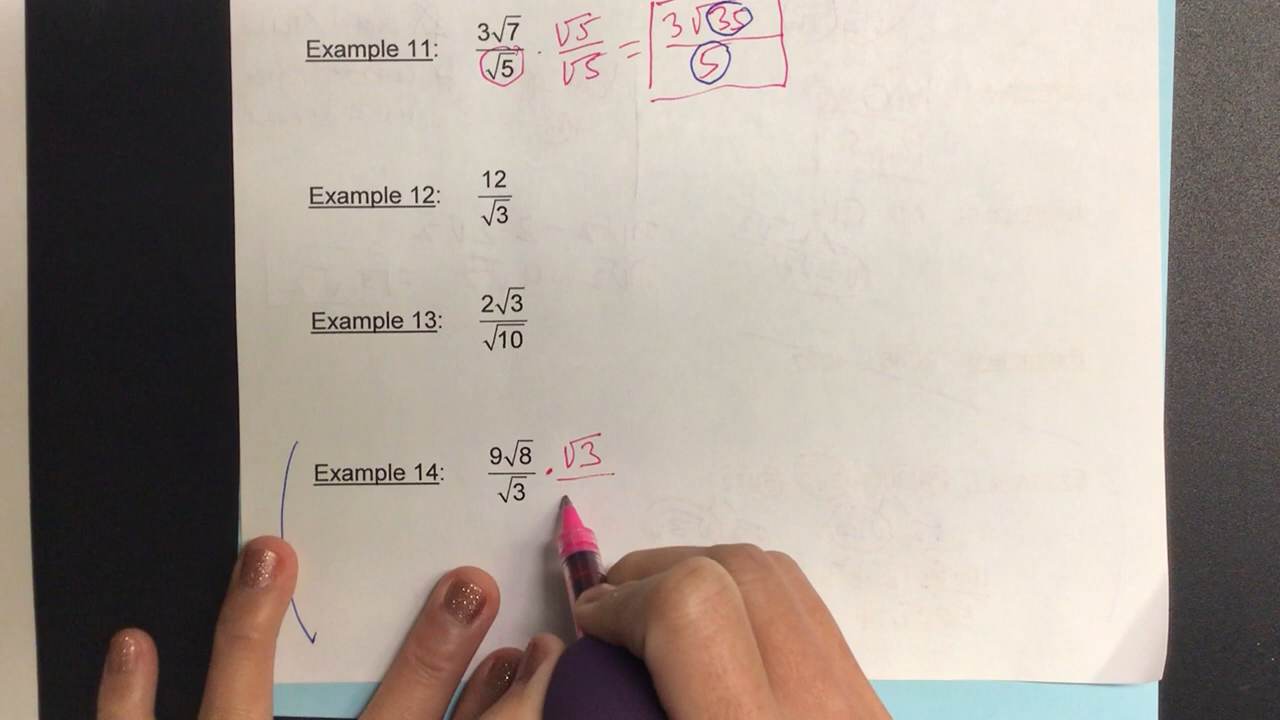 Example 11: 3√7/√5 · √5/√5 = 3√35/5
Example 12: 12/√3
Example 13: 2√3/√10
Example 14: 9√8/√3 · √3